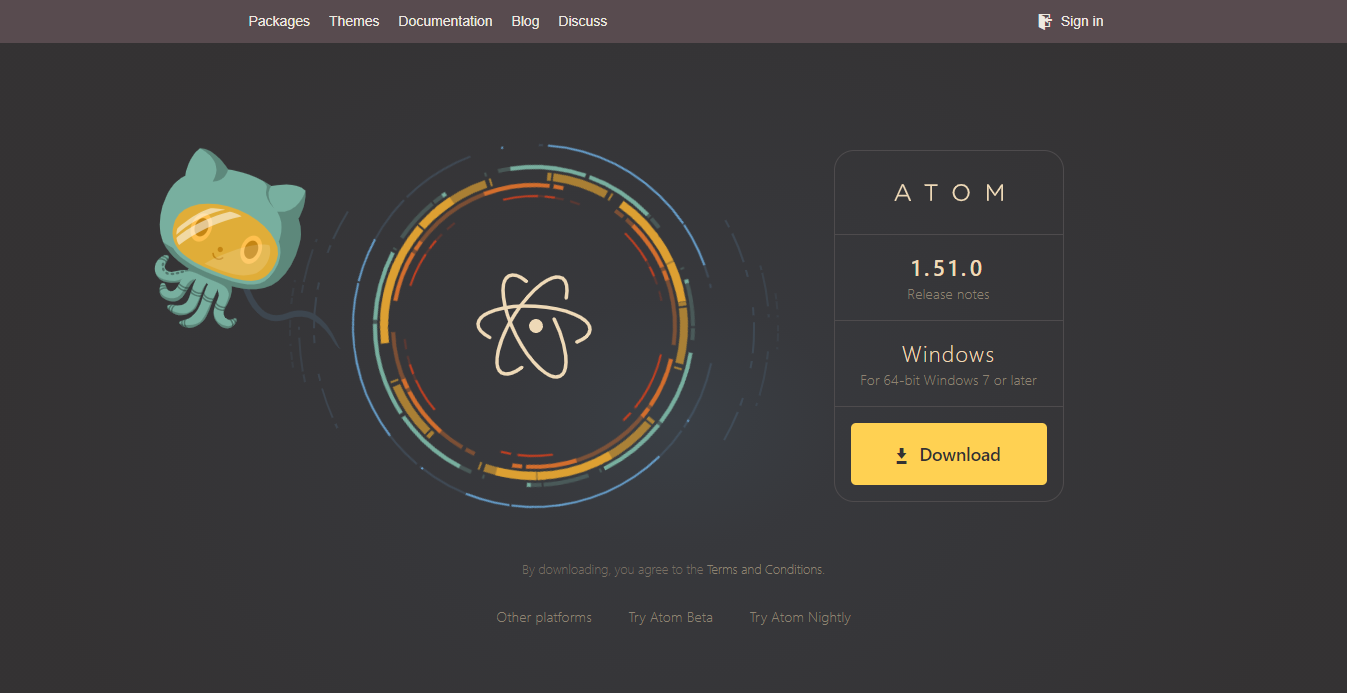 Packages Themes Documentation Blog Discuss Sign in
ATOM
1.51.0
Release notes
Windows
For 64-bit Windows 7 or later
Download
By downloading, you agree to the Terms and Conditions.
Other platforms Try Atom Beta Try Atom Nightly